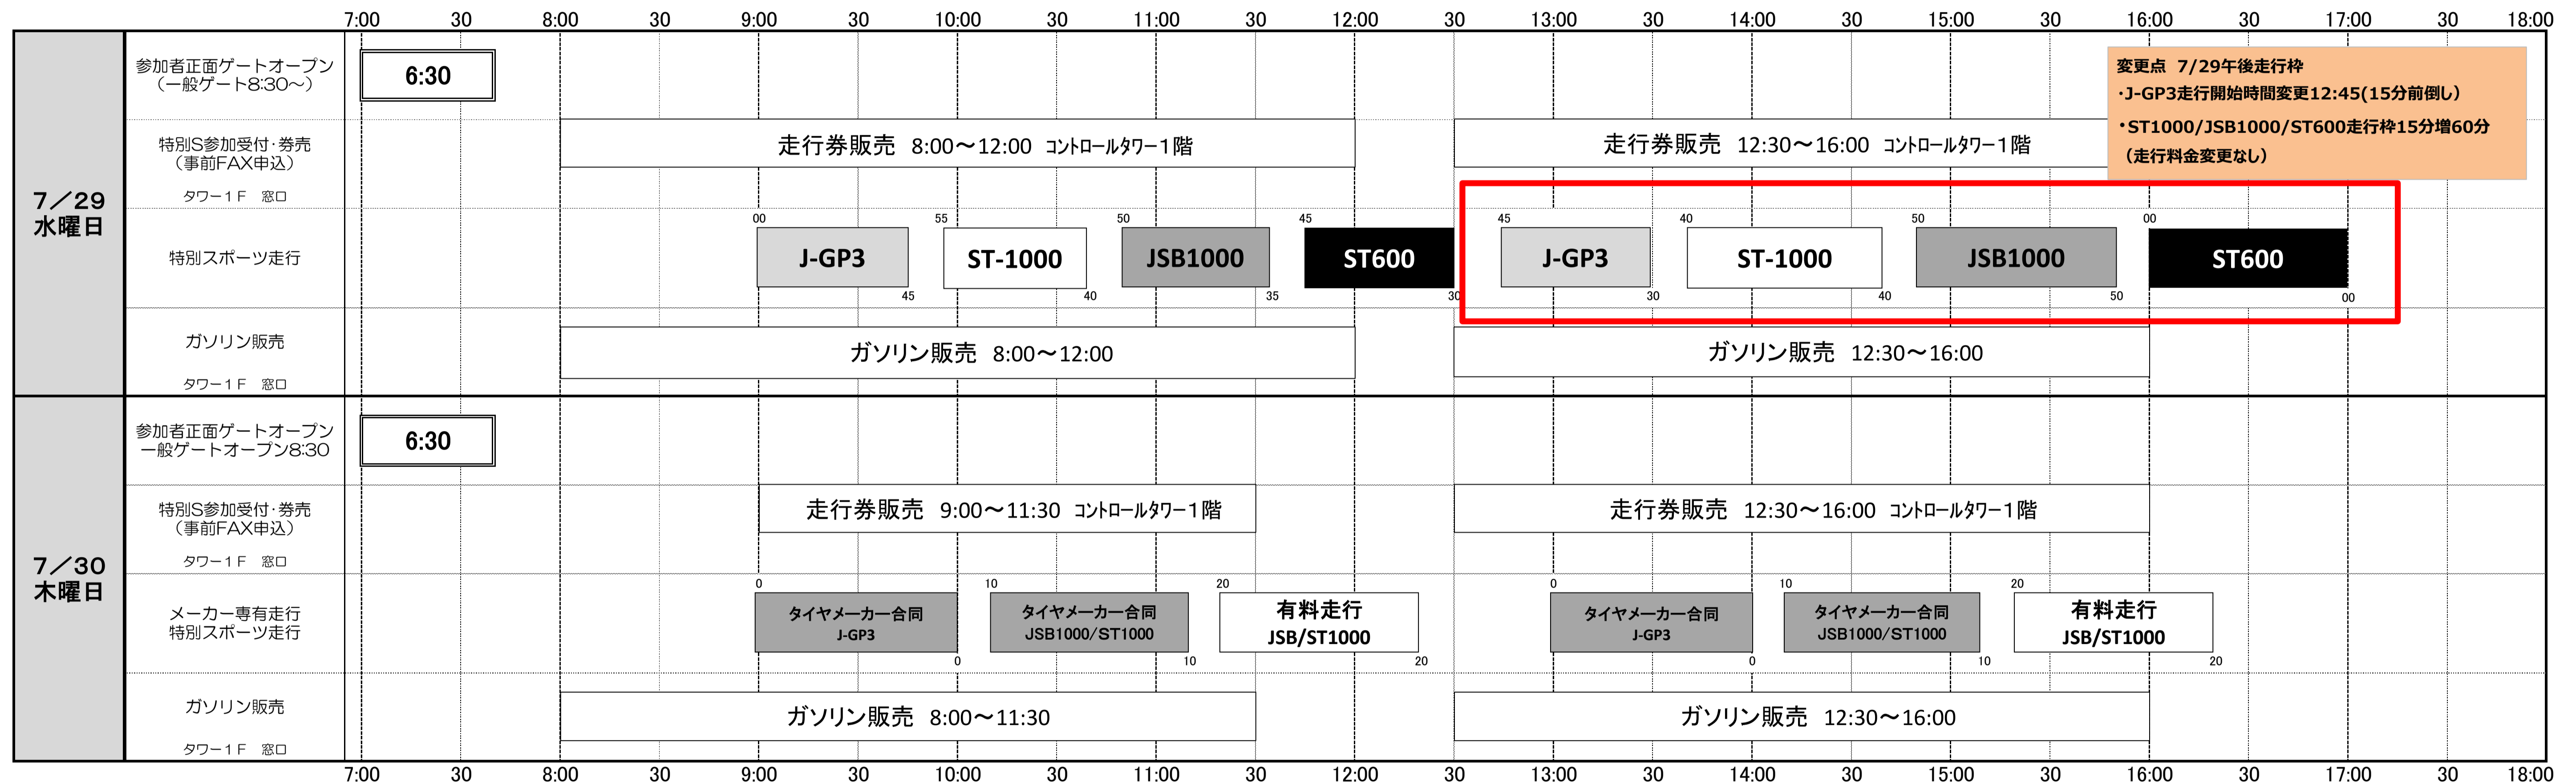 7:00 30 8:00 30 9:00 30 10:00 30 11:00 30 12:00 30 13:00 30 14:00 30 15:00 30 16:00 30 17:00 30 18:00
7／29
水曜日
参加者正面ゲートオープン
（一般ゲート8:30～）
6:30
変更点 7/29午後走行枠
・J-GP3走行開始時間変更12:45(15分前倒し）
・ST1000/JSB1000/ST600走行枠15分増60分
（走行料金変更なし）
特別S参加受付・券売
（事前FAX申込）
タワー１Ｆ 窓口
走行券販売 8:00～12:00 ｺﾝﾄﾛｰﾙﾀﾜｰ１階
走行券販売 12:30～16:00 ｺﾝﾄﾛｰﾙﾀﾜｰ１階
特別スポーツ走行
00 55 50 45 45 40 50 00
J-GP3 ST-1000 JSB1000 ST600 J-GP3 ST-1000 JSB1000 ST600
45 40 35 30 30 40 50 00
ガソリン販売
タワー１Ｆ 窓口
ガソリン販売 8:00～12:00
ガソリン販売 12:30～16:00
7／30
木曜日
参加者正面ゲートオープン
一般ゲートオープン8:30
6:30
特別S参加受付・券売
（事前FAX申込）
タワー１Ｆ 窓口
走行券販売 9:00～11:30 ｺﾝﾄﾛｰﾙﾀﾜｰ１階
走行券販売 12:30～16:00 ｺﾝﾄﾛｰﾙﾀﾜｰ１階
メーカー専有走行
特別スポーツ走行
0 10 20 0 10 20
タイヤメーカー合同
J-GP3
タイヤメーカー合同
JSB1000/ST1000
有料走行
JSB/ST1000
タイヤメーカー合同
J-GP3
タイヤメーカー合同
JSB1000/ST1000
有料走行
JSB/ST1000
0 10 20 0 10 20
ガソリン販売
タワー１Ｆ 窓口
ガソリン販売 8:00～11:30
ガソリン販売 12:30～16:00
7:00 30 8:00 30 9:00 30 10:00 30 11:00 30 12:00 30 13:00 30 14:00 30 15:00 30 16:00 30 17:00 30 18:00